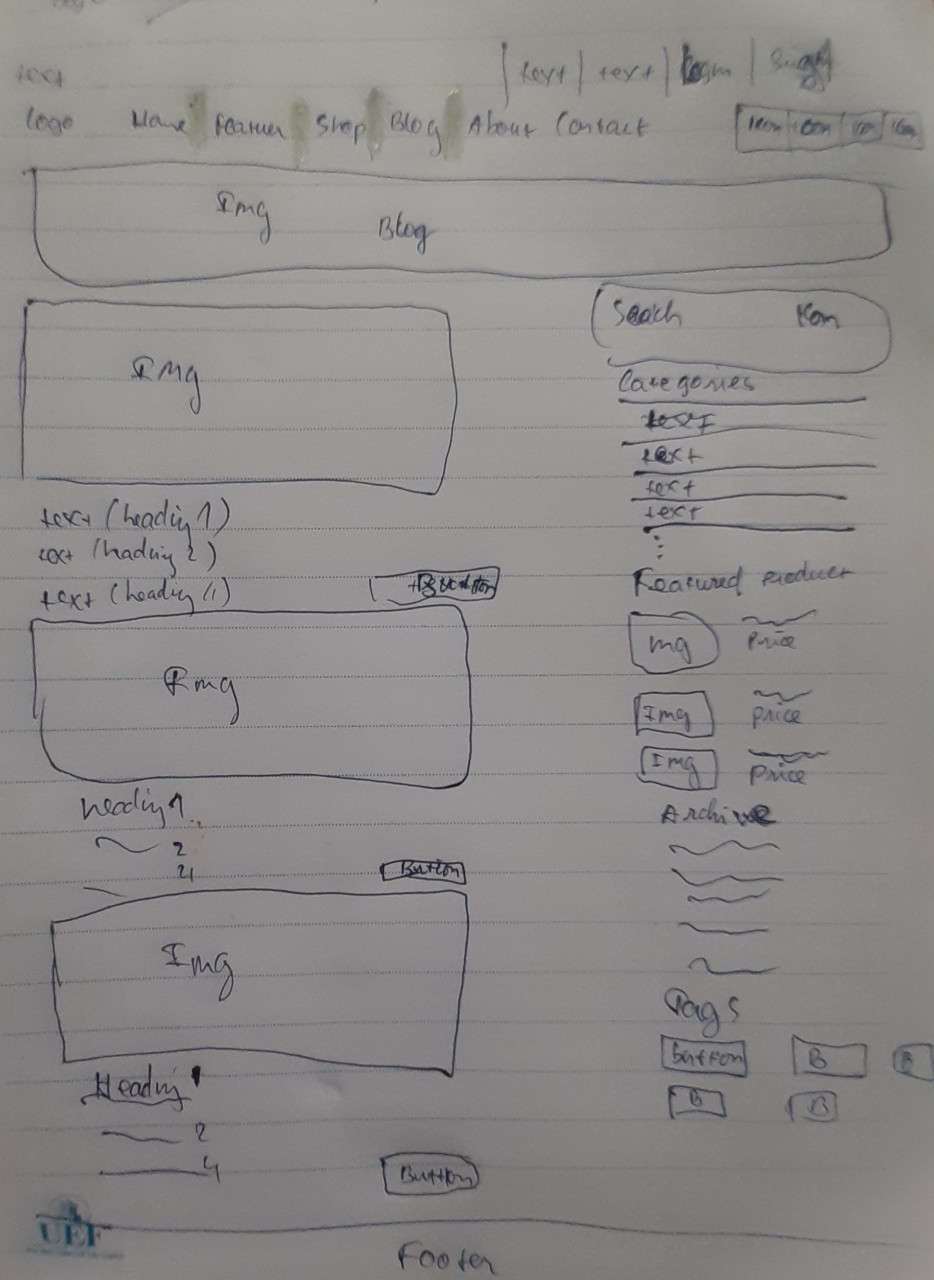 text | text | text | Login |
logo Home Feature Shop Blog About Contact Icon Icon Icon Icon
Img
Blog
Img
Search Icon
Categories
text
text
text
text
text (heading 1)
text (heading 2)
text (heading 4)
Button
Featured product
Img
mg Price
Img Price
Img Price
heading 1
2
4
Button
Archive
Img
Tags
Button B B
B B
Heading 1
2
4
Button
UEF
Footer